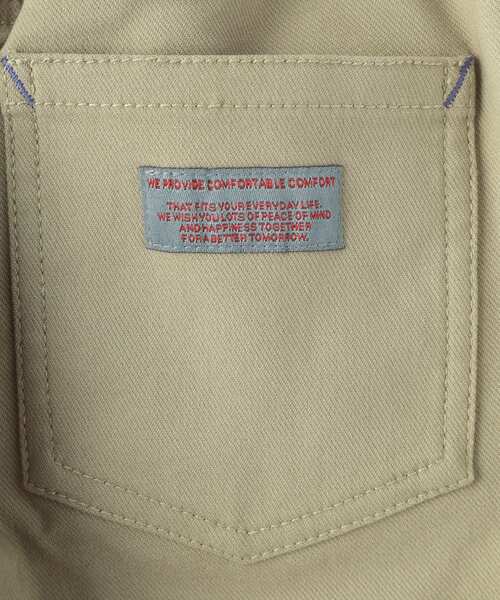 WE PROVIDE COMFORTABLE COMFORT
THAT FITS YOUR EVERYDAY LIFE.
WE WISH YOU LOTS OF PEACE OF MIND
AND HAPPINESS TOGETHER
FOR A BETTER TOMORROW.